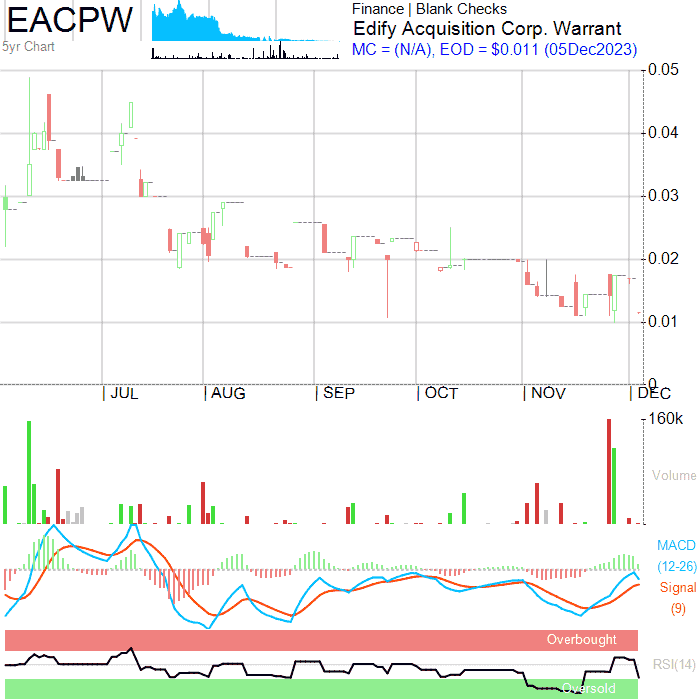 EACPW
5yr Chart
Finance | Blank Checks
Edify Acquisition Corp. Warrant
MC = (N/A), EOD = $0.011 (05Dec2023)
0.05
0.04
0.03
0.02
0.01
0
JUL AUG SEP OCT NOV DEC
160k
Volume
MACD
(12-26)
Signal
(9)
Overbought
RSI(14)
Oversold